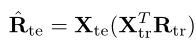 R̂_te = X_te(X_tr^T R_tr)